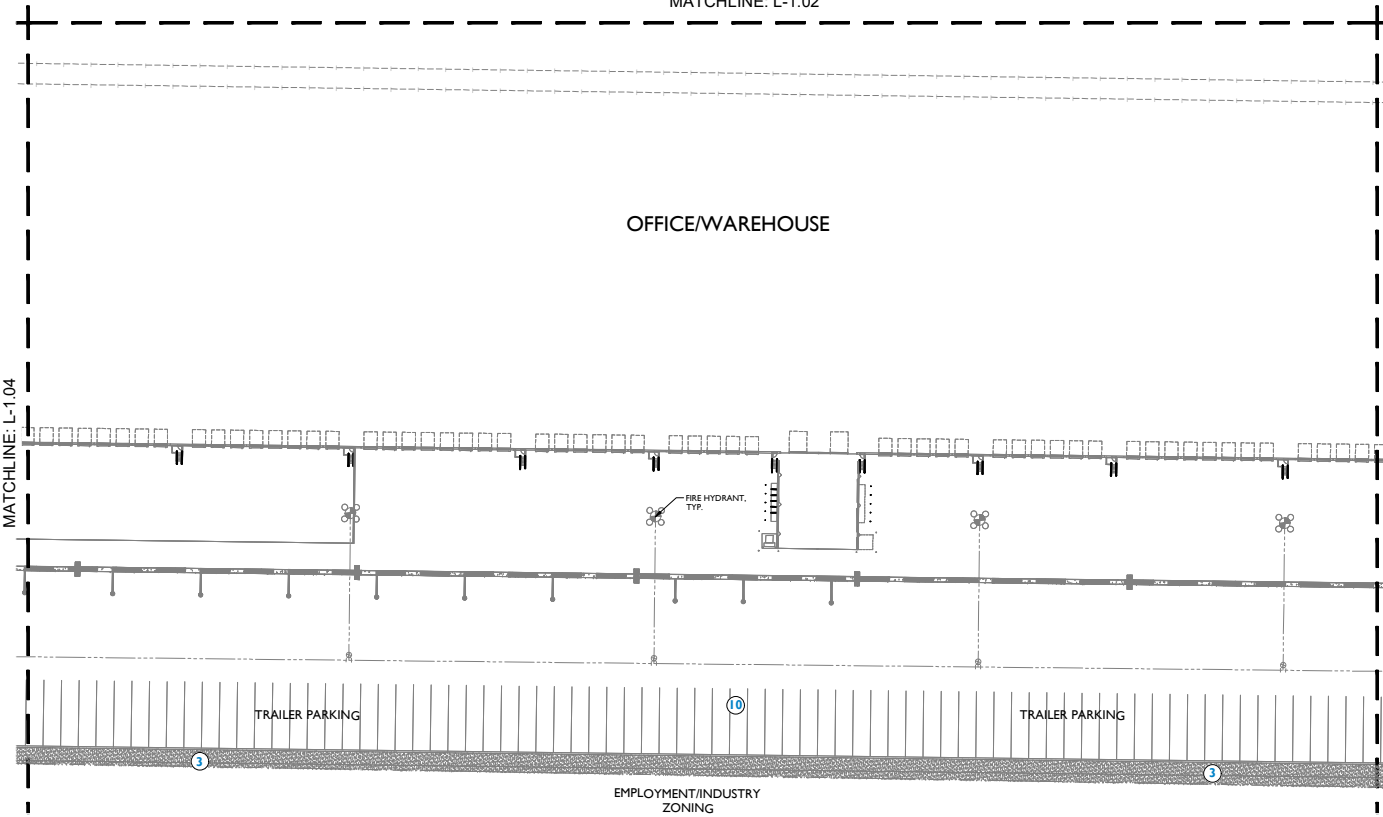 MATCHLINE: L-1.02
OFFICE/WAREHOUSE
MATCHLINE: L-1.04
FIRE HYDRANT,
TYP.
10
TRAILER PARKING
TRAILER PARKING
3
3
EMPLOYMENT/INDUSTRY
ZONING